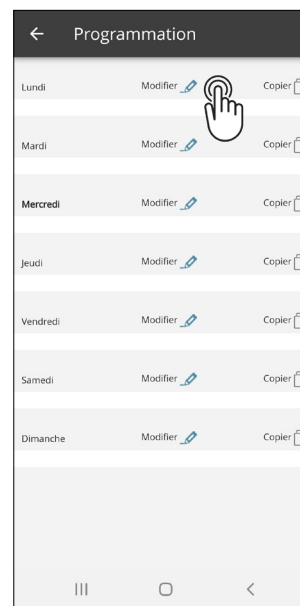 Programmation
Lundi Modifier Copier
Mardi Modifier Copier
Mercredi Modifier Copier
Jeudi Modifier Copier
Vendredi Modifier Copier
Samedi Modifier Copier
Dimanche Modifier Copier